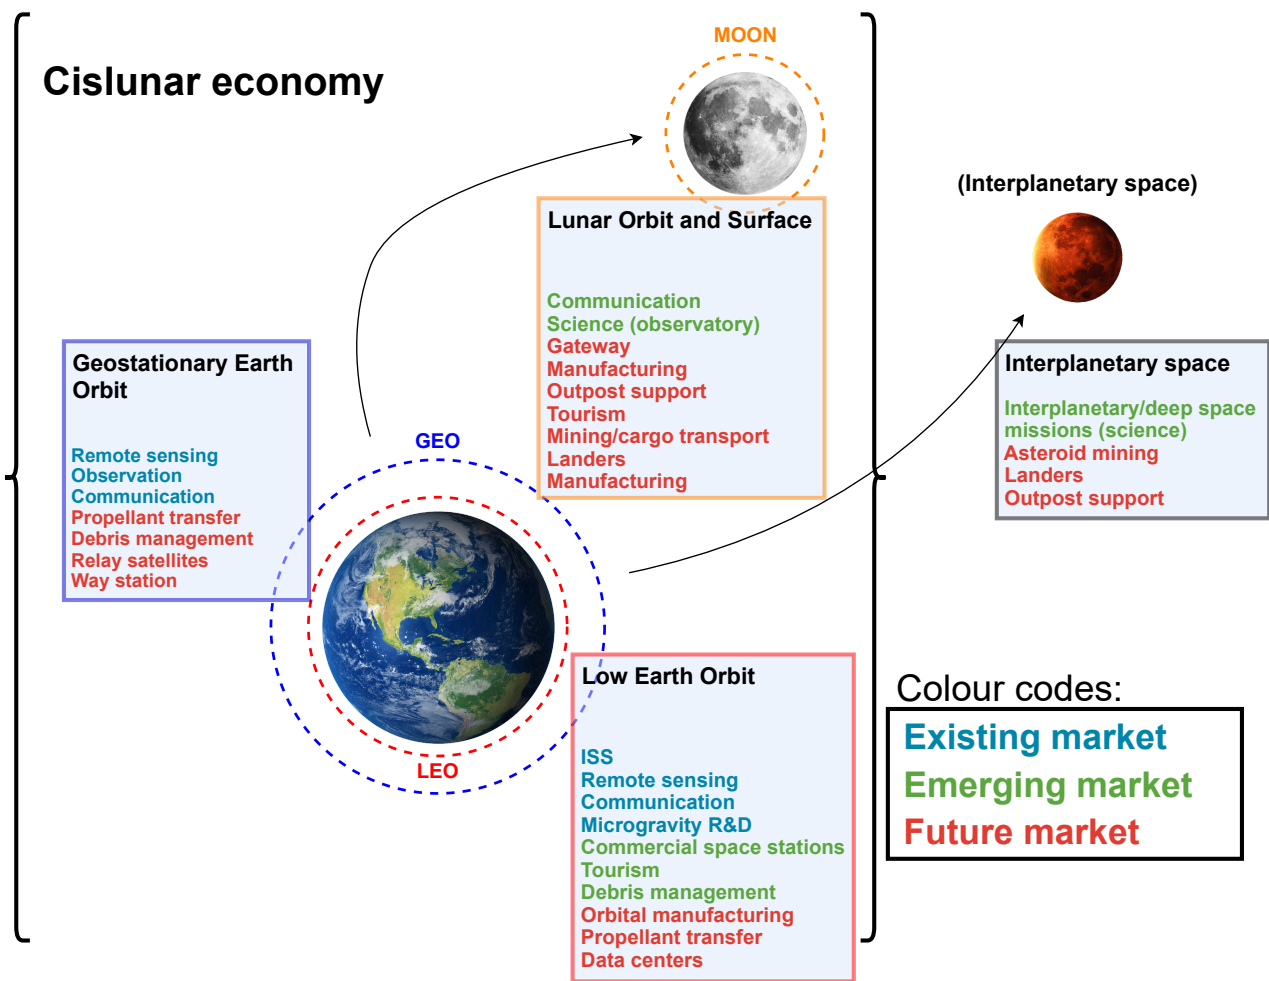 Cislunar economy
MOON
(Interplanetary space)
Lunar Orbit and Surface
Communication
Science (observatory)
Gateway
Manufacturing
Outpost support
Tourism
Mining/cargo transport
Landers
Manufacturing
Geostationary Earth
Orbit
Remote sensing
Observation
Communication
Propellant transfer
Debris management
Relay satellites
Way station
Interplanetary space
Interplanetary/deep space
missions (science)
Asteroid mining
Landers
Outpost support
GEO
LEO
Low Earth Orbit
ISS
Remote sensing
Communication
Microgravity R&D
Commercial space stations
Tourism
Debris management
Orbital manufacturing
Propellant transfer
Data centers
Colour codes:
Existing market
Emerging market
Future market